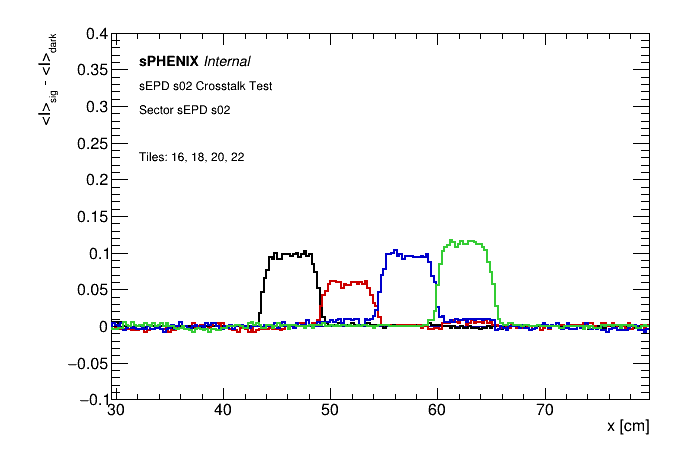 <I>sig - <I>dark
0.4
0.35
0.3
0.25
0.2
0.15
0.1
0.05
0
−0.05
−0.1
sPHENIX Internal
sEPD s02 Crosstalk Test
Sector sEPD s02
Tiles: 16, 18, 20, 22
30 40 50 60 70
x [cm]